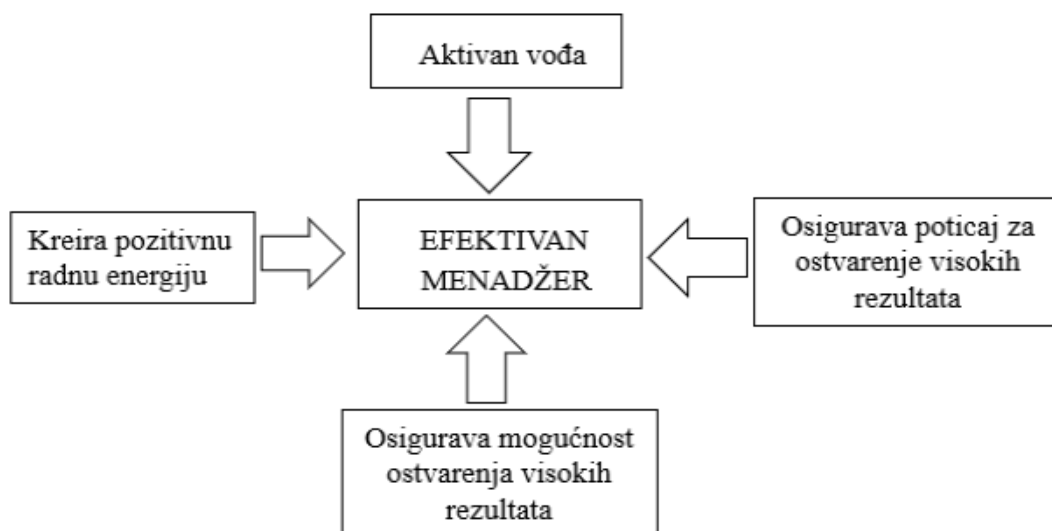 Aktivan vođa
Kreira pozitivnu
radnu energiju
EFEKTIVAN
MENADŽER
Osigurava poticaj za
ostvarenje visokih
rezultata
Osigurava mogućnost
ostvarenja visokih
rezultata